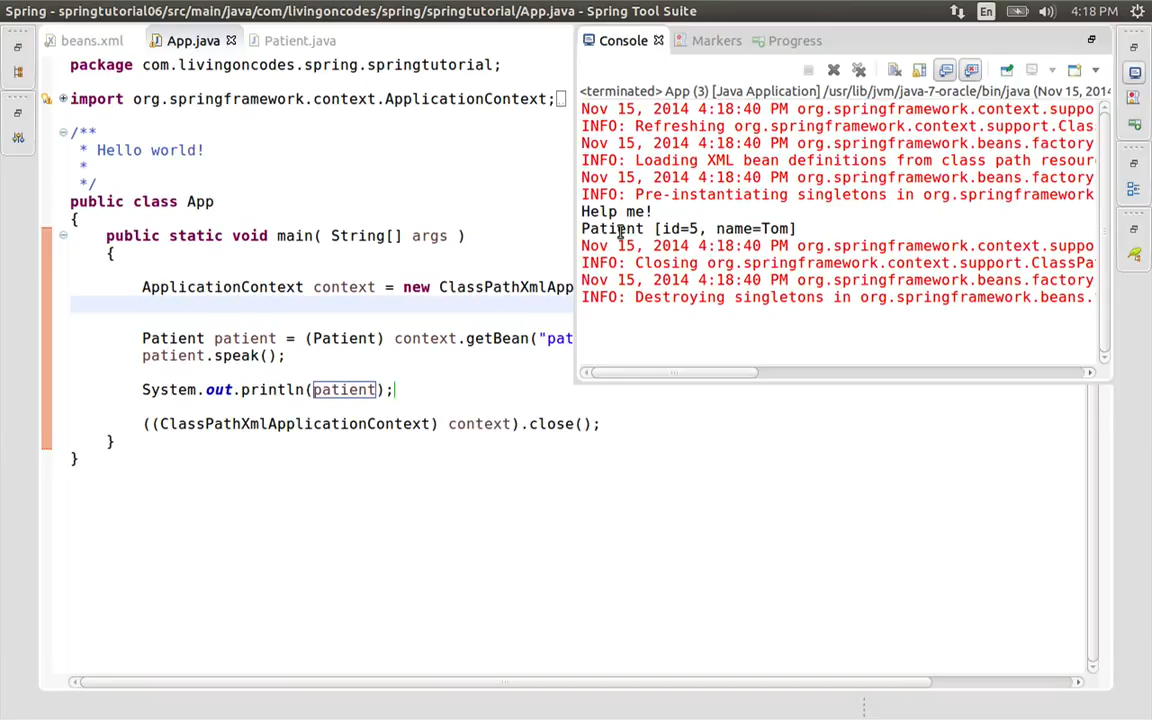 Spring - springtutorial06/src/main/java/com/livingoncodes/spring/springtutorial/App.java - Spring Tool Suite
En
4:18 PM
beans.xml
App.java
Patient.java
package com.livingoncodes.spring.springtutorial;
import org.springframework.context.ApplicationContext;
/**
* Hello world!
*
*/
public class App
{
public static void main( String[] args )
{
ApplicationContext context = new ClassPathXmlApp
Patient patient = (Patient) context.getBean("pat
patient.speak();
System.out.println(patient);
((ClassPathXmlApplicationContext) context).close();
}
}
Console
Markers
Progress
<terminated> App (3) [Java Application] /usr/lib/jvm/java-7-oracle/bin/java (Nov 15, 2014
Nov 15, 2014 4:18:40 PM org.springframework.context.suppo
INFO: Refreshing org.springframework.context.support.Clas
Nov 15, 2014 4:18:40 PM org.springframework.beans.factory
INFO: Loading XML bean definitions from class path resour
Nov 15, 2014 4:18:40 PM org.springframework.beans.factory
INFO: Pre-instantiating singletons in org.springframework
Help me!
Patient [id=5, name=Tom]
Nov 15, 2014 4:18:40 PM org.springframework.context.suppo
INFO: Closing org.springframework.context.support.ClassPa
Nov 15, 2014 4:18:40 PM org.springframework.beans.factory
INFO: Destroying singletons in org.springframework.beans.